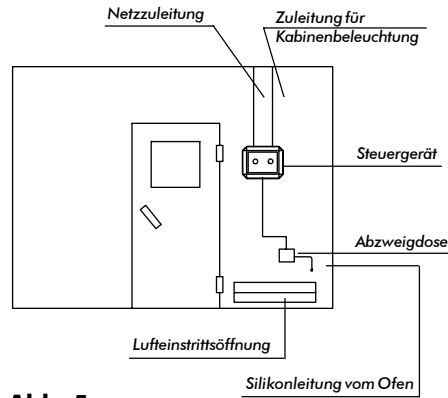 Netzzuleitung
Zuleitung für
Kabinenbeleuchtung
Steuergerät
Abzweigdose
Lufteintrittsöffnung
Silikonleitung vom Ofen